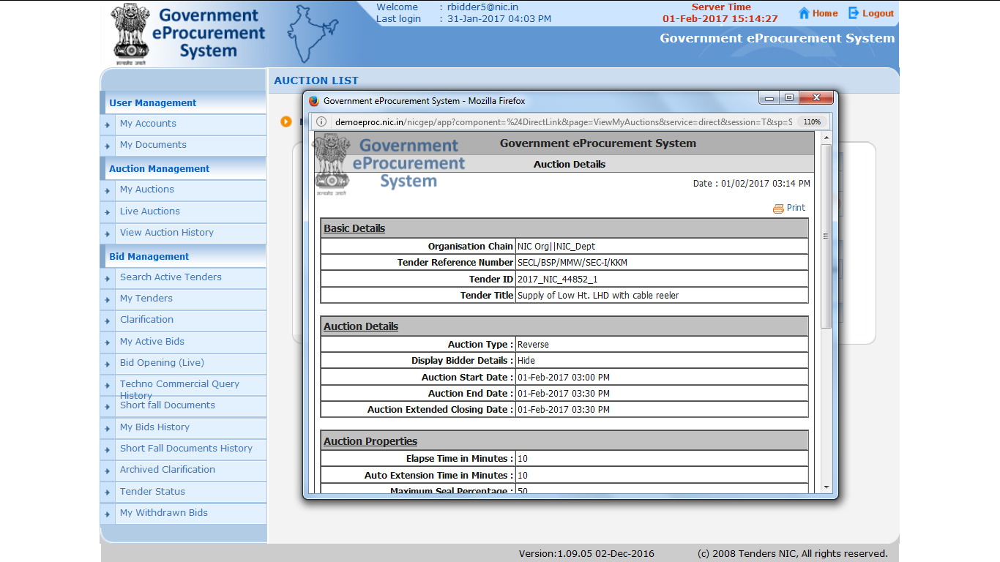 Government
eProcurement
System
सत्यमेव जयते
Welcome : rbidder5@nic.in
Last login : 31-Jan-2017 04:03 PM
Server Time
01-Feb-2017 15:14:27
Home
Logout
Government eProcurement System
User Management
My Accounts
My Documents
Auction Management
My Auctions
Live Auctions
View Auction History
Bid Management
Search Active Tenders
My Tenders
Clarification
My Active Bids
Bid Opening (Live)
Techno Commercial Query
History
Short fall Documents
My Bids History
Short Fall Documents History
Archived Clarification
Tender Status
My Withdrawn Bids
AUCTION LIST
Government eProcurement System - Mozilla Firefox
demoeproc.nic.in/nicgep/app?component=%24DirectLink&page=ViewMyAuctions&service=direct&session=T&sp=S 110%
Government
eProcurement
System
सत्यमेव जयते
Government eProcurement System
Auction Details
Date : 01/02/2017 03:14 PM
Print
Basic Details
Organisation Chain NIC Org||NIC_Dept
Tender Reference Number SECL/BSP/MMW/SEC-I/KKM
Tender ID 2017_NIC_44852_1
Tender Title Supply of Low Ht. LHD with cable reeler
Auction Details
Auction Type : Reverse
Display Bidder Details : Hide
Auction Start Date : 01-Feb-2017 03:00 PM
Auction End Date : 01-Feb-2017 03:30 PM
Auction Extended Closing Date : 01-Feb-2017 03:30 PM
Auction Properties
Elapse Time in Minutes : 10
Auto Extension Time in Minutes : 10
Maximum Seal Percentage : 50
Version:1.09.05 02-Dec-2016
(c) 2008 Tenders NIC, All rights reserved.